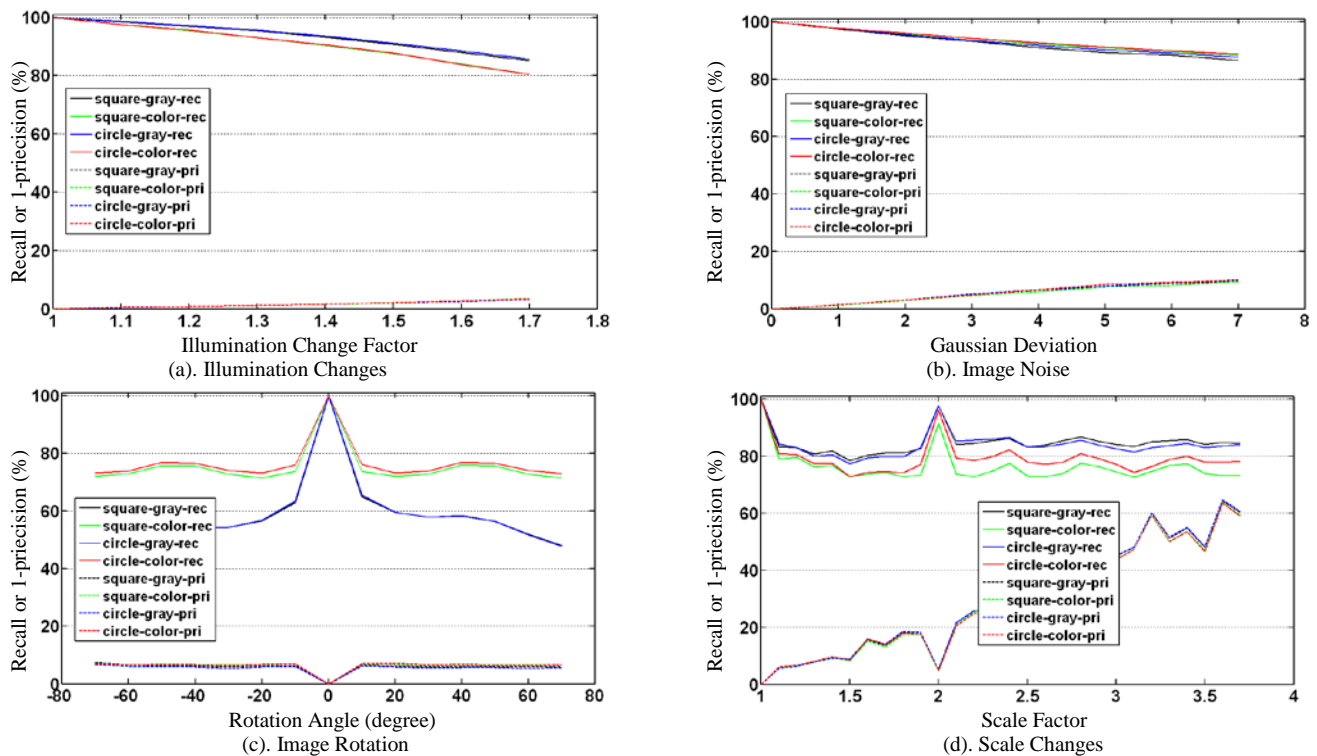 Recall or 1-priecision (%)
100
80
60
40
20
0
square-gray-rec
square-color-rec
circle-gray-rec
circle-color-rec
square-gray-pri
square-color-pri
circle-gray-pri
circle-color-pri
1 1.1 1.2 1.3 1.4 1.5 1.6 1.7 1.8
Illumination Change Factor
(a). Illumination Changes
Recall or 1-priecision (%)
100
80
60
40
20
0
square-gray-rec
square-color-rec
circle-gray-rec
circle-color-rec
square-gray-pri
square-color-pri
circle-gray-pri
circle-color-pri
0 1 2 3 4 5 6 7 8
Gaussian Deviation
(b). Image Noise
Recall or 1-priecision (%)
100
80
60
40
20
0
square-gray-rec
square-color-rec
circle-gray-rec
circle-color-rec
square-gray-pri
square-color-pri
circle-gray-pri
circle-color-pri
-80 -60 -40 -20 0 20 40 60 80
Rotation Angle (degree)
(c). Image Rotation
Recall or 1-priecision (%)
100
80
60
40
20
0
square-gray-rec
square-color-rec
circle-gray-rec
circle-color-rec
square-gray-pri
square-color-pri
circle-gray-pri
circle-color-pri
1 1.5 2 2.5 3 3.5 4
Scale Factor
(d). Scale Changes